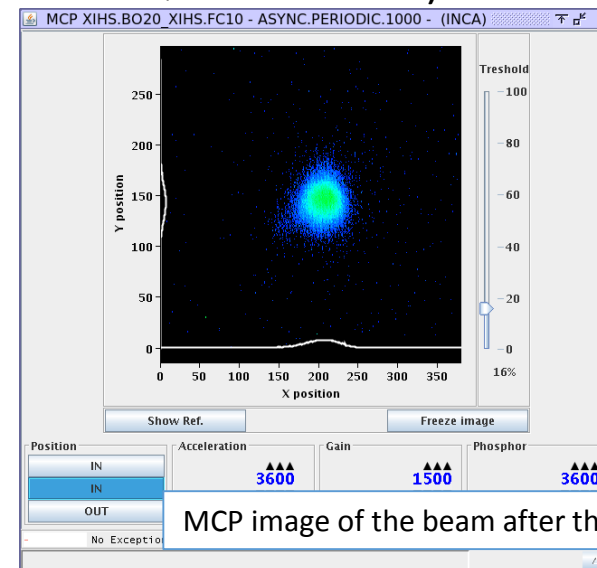 MCP XIHS.BO20_XIHS.FC10 - ASYNC.PERIODIC.1000 - (INCA)
Treshold
100
80
60
40
20
0
16%
250
200
150
100
50
0
Y position
0 50 100 150 200 250 300 350
X position
Show Ref. Freeze image
Position Acceleration Gain Phosphor
IN
3600 1500 3600
IN
OUT
MCP image of the beam after th
- No Exceptio